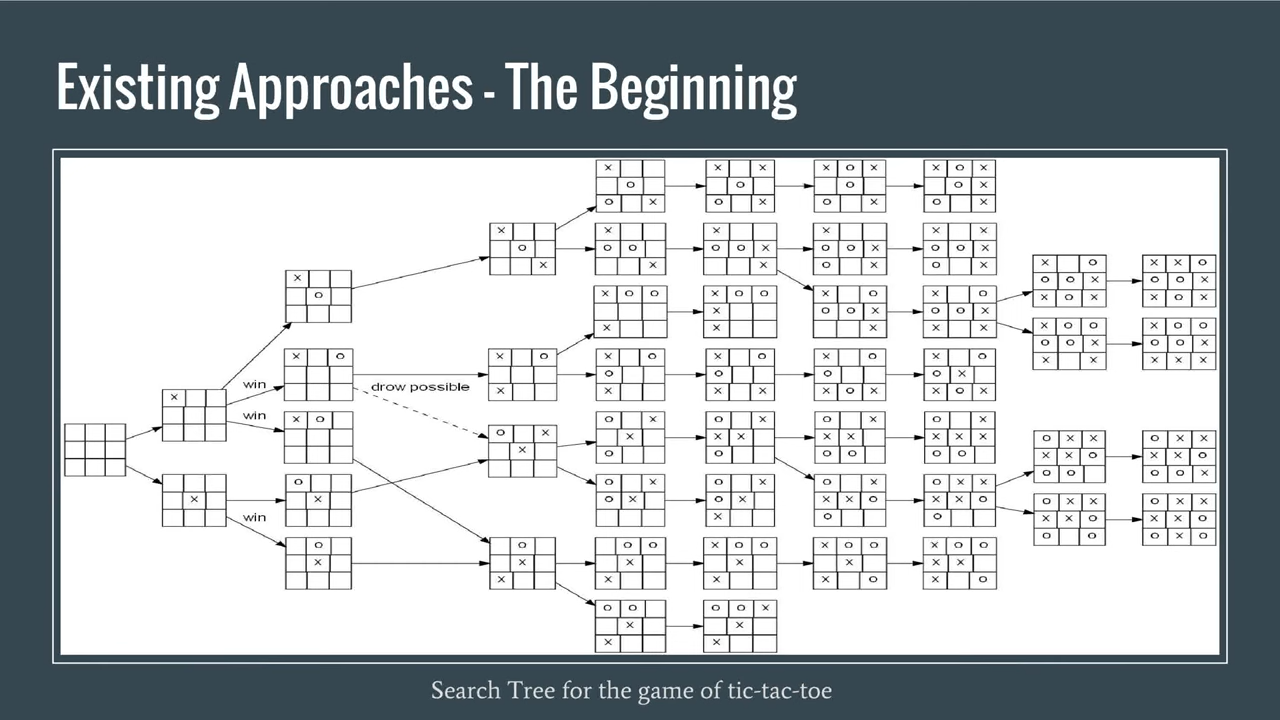 Existing Approaches - The Beginning
win
drow possible
win
win
Search Tree for the game of tic-tac-toe